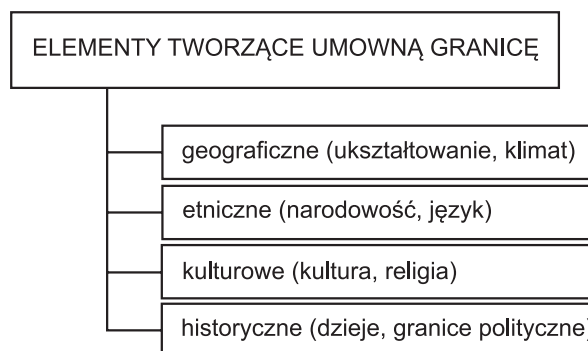 ELEMENTY TWORZĄCE UMOWNĄ GRANICĘ
geograficzne (ukształtowanie, klimat)
etniczne (narodowość, język)
kulturowe (kultura, religia)
historyczne (dzieje, granice polityczne)